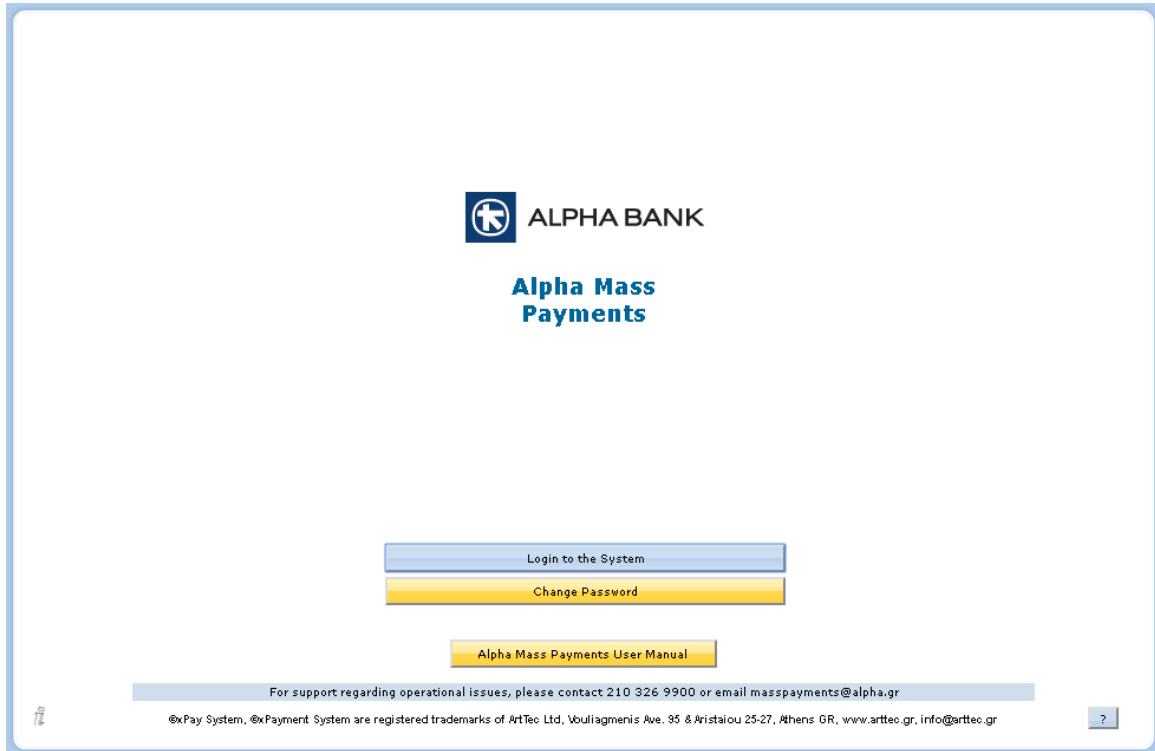 ALPHA BANK
Alpha Mass
Payments
Login to the System
Change Password
Alpha Mass Payments User Manual
For support regarding operational issues, please contact 210 326 9900 or email masspayments@alpha.gr
®xPay System, ®xPayment System are registered trademarks of ArtTec Ltd, Vouliagmenis Ave. 95 & Aristaiou 25-27, Athens GR, www.arttec.gr, info@arttec.gr
?